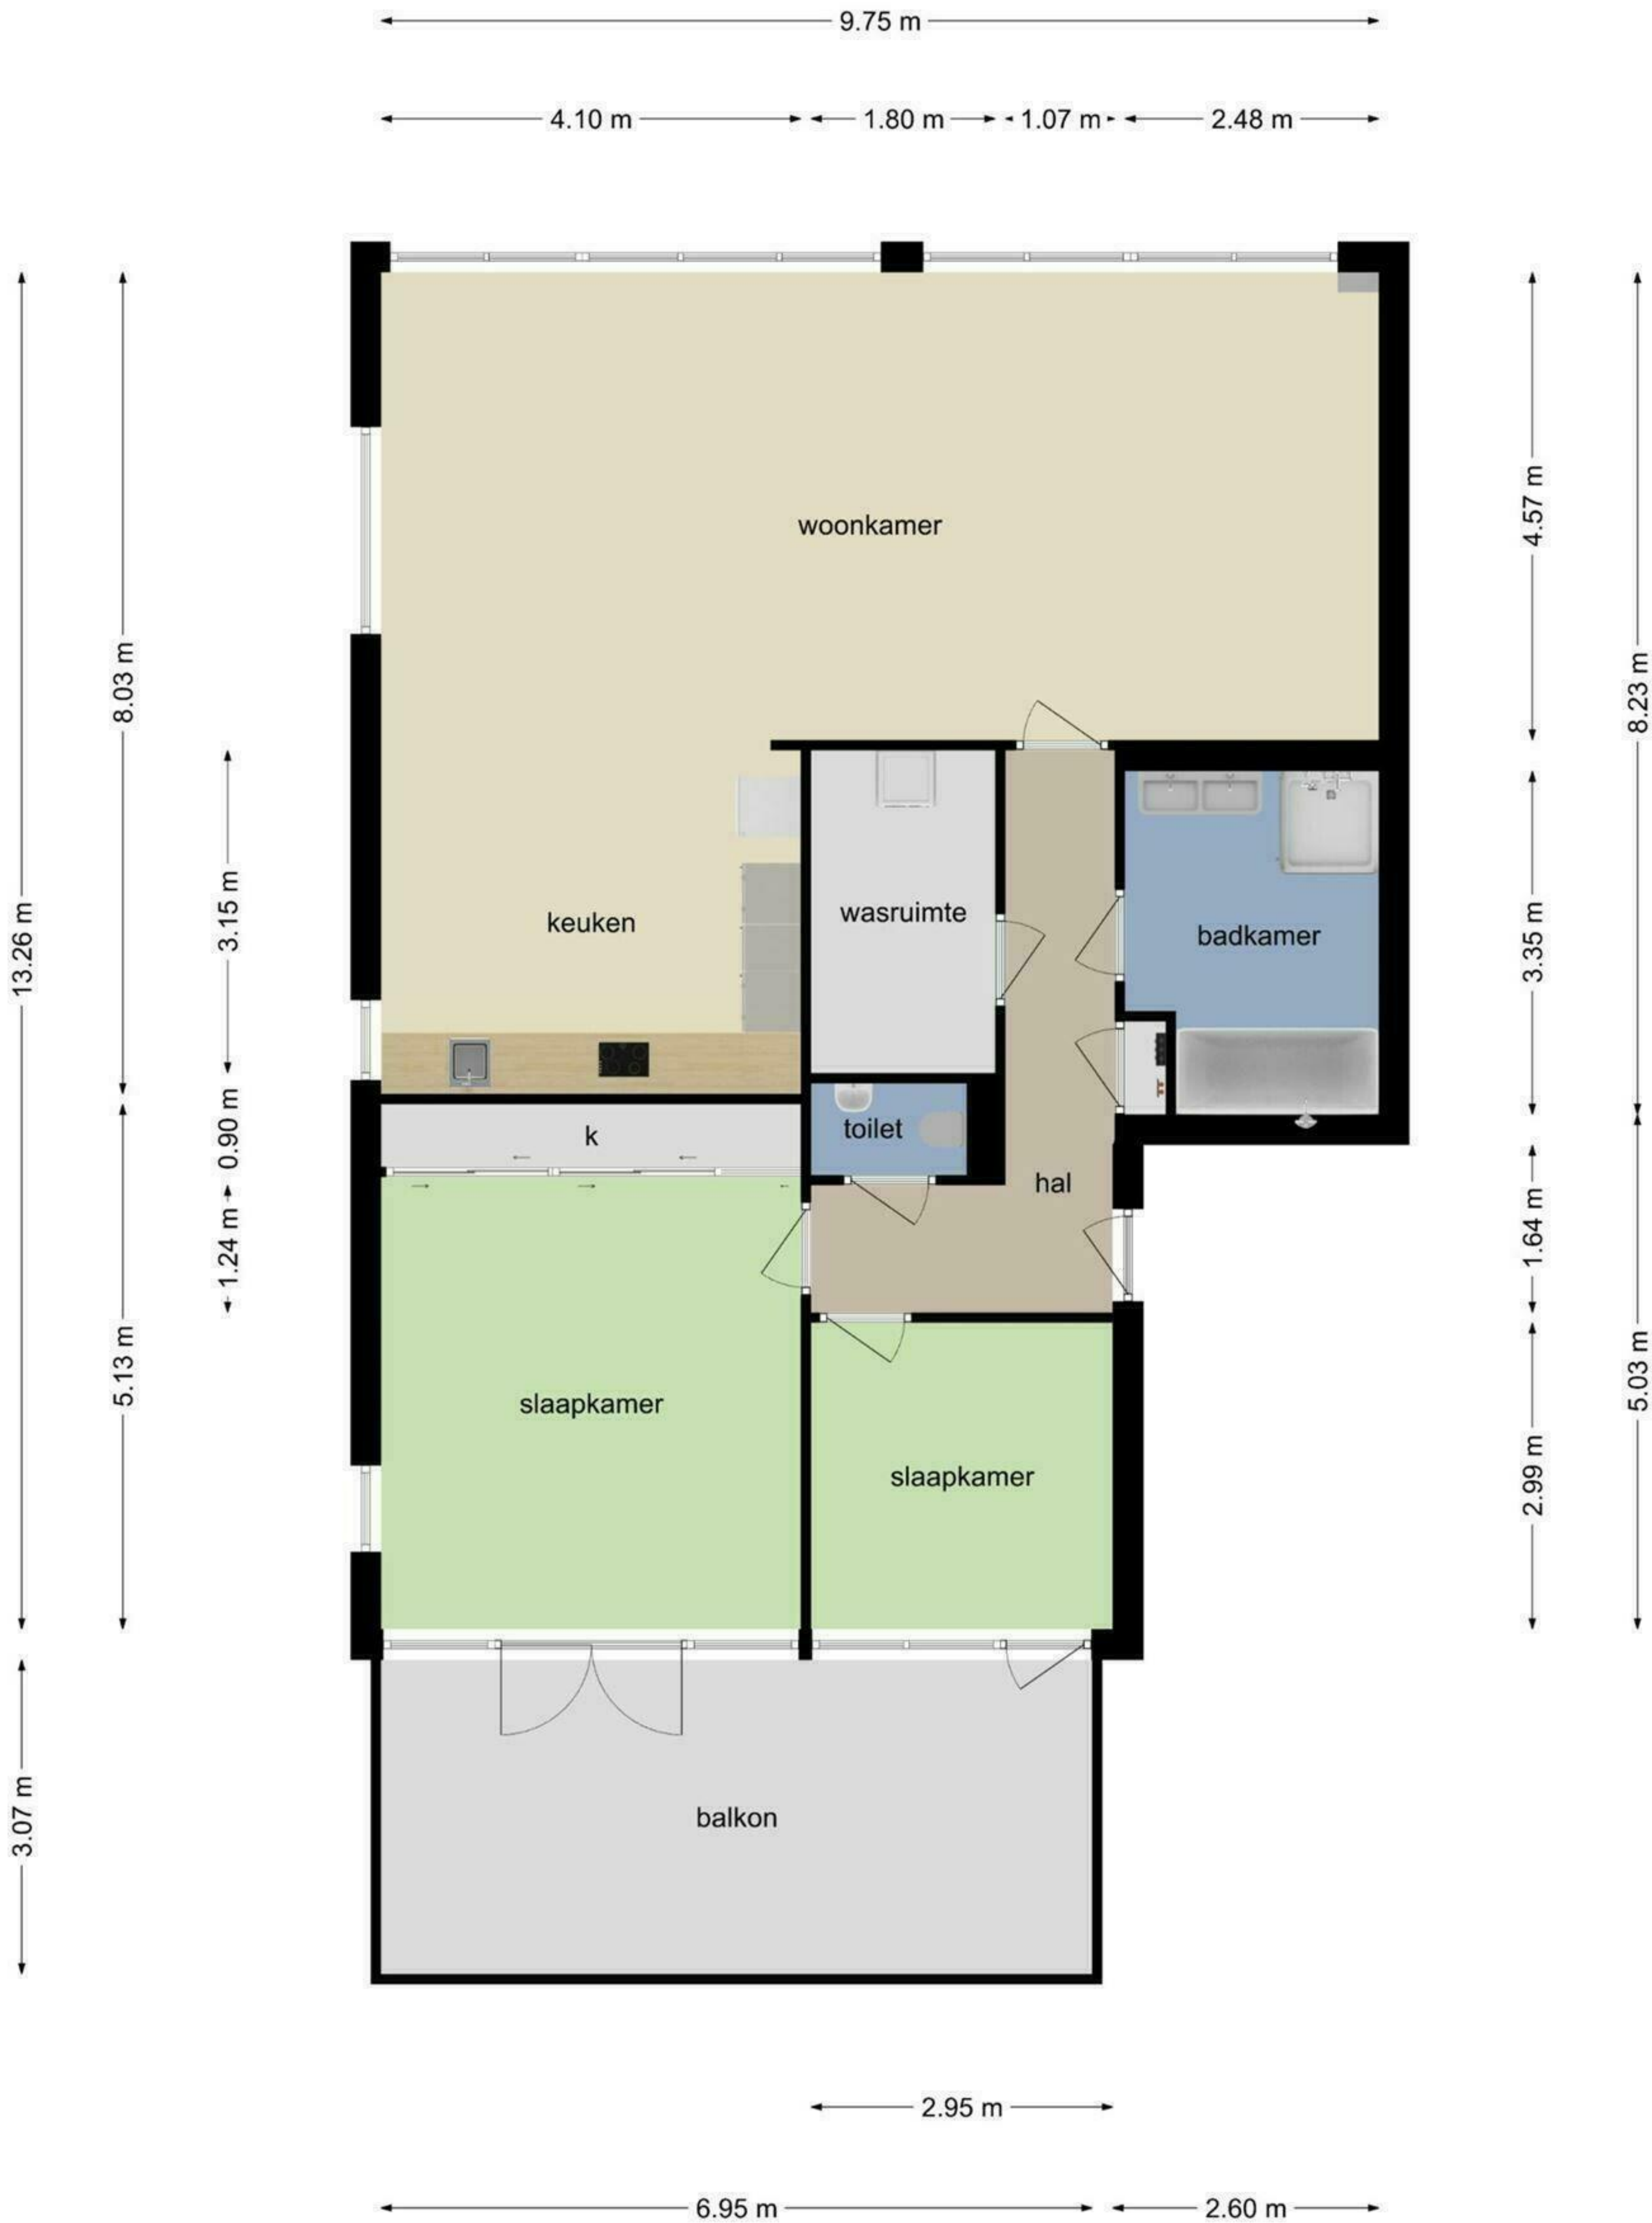 9.75 m
4.10 m
1.80 m
1.07 m
2.48 m
woonkamer
4.57 m
8.03 m
8.23 m
13.26 m
3.15 m
keuken
wasruimte
badkamer
3.35 m
0.90 m
k
toilet
hal
1.24 m
1.64 m
5.13 m
5.03 m
slaapkamer
slaapkamer
2.99 m
balkon
3.07 m
2.95 m
6.95 m
2.60 m